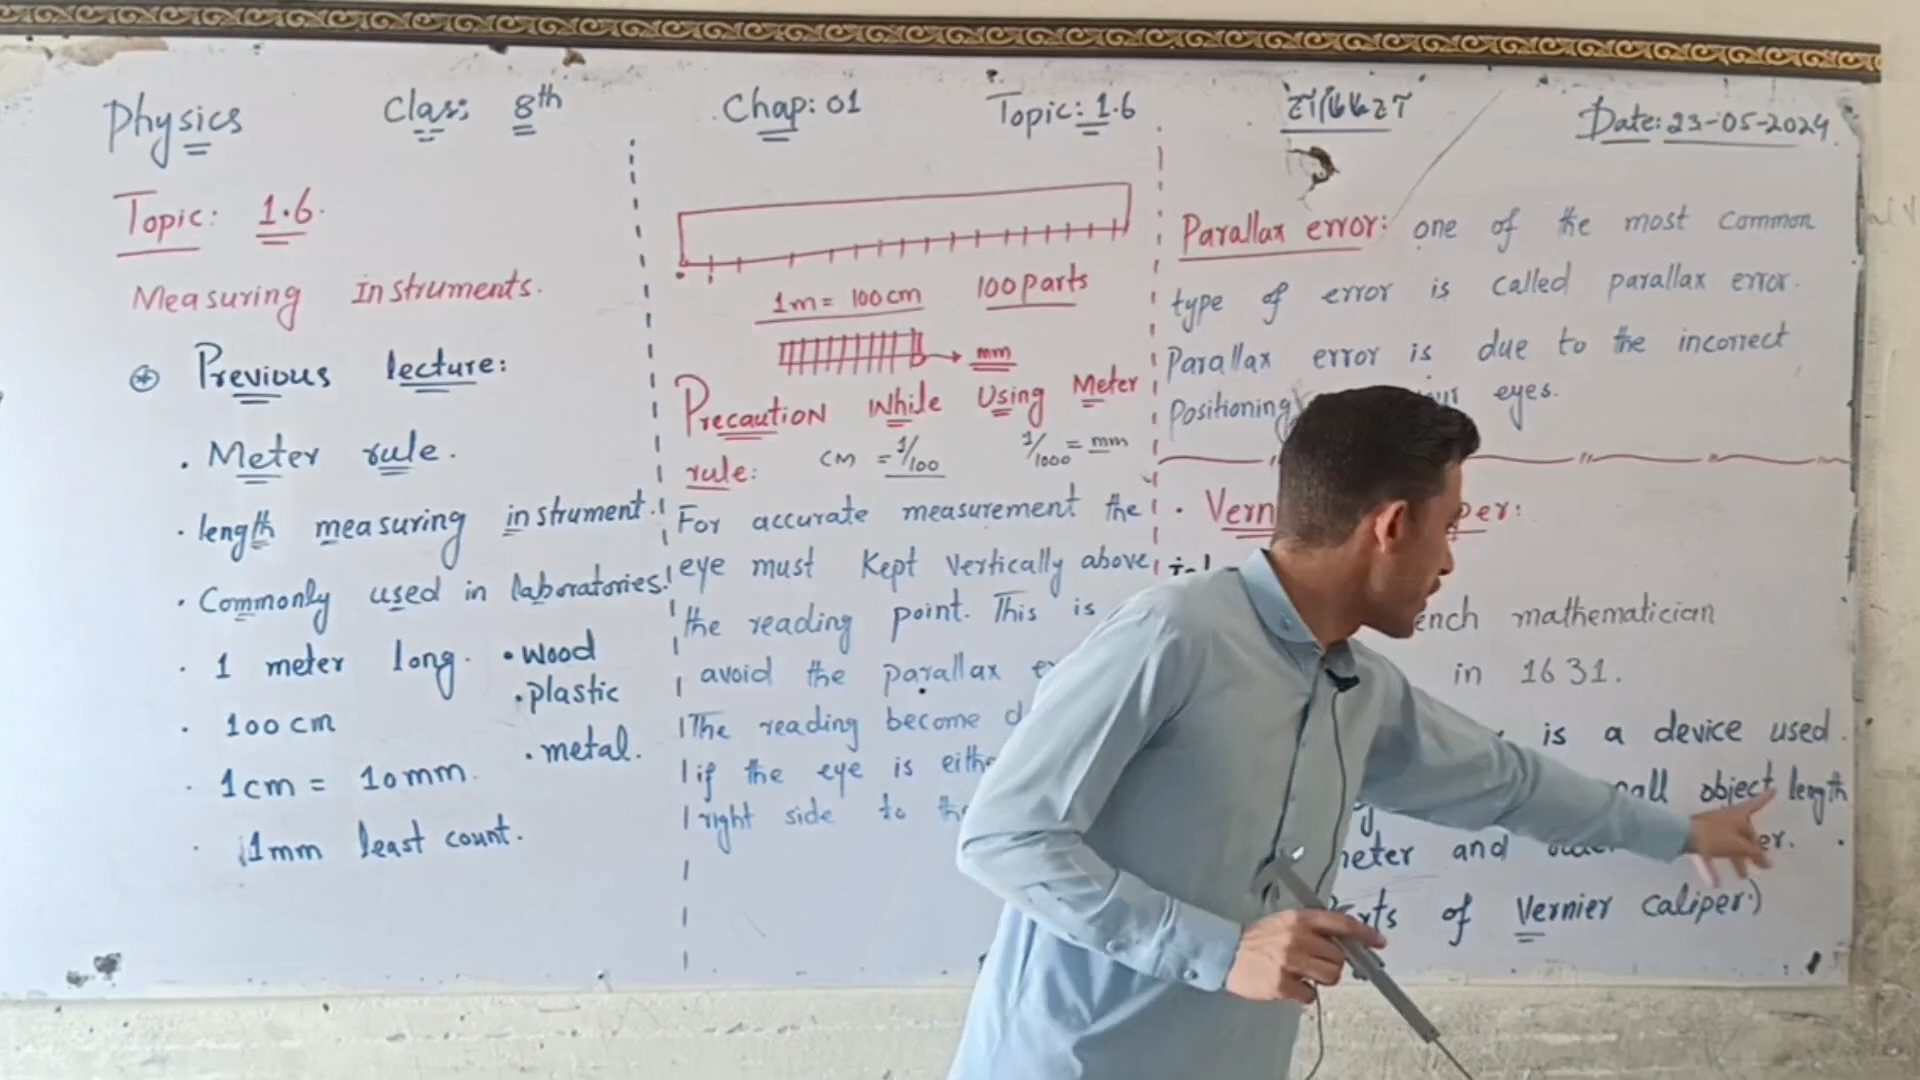 Physics Class 8th Chap: 01 Topic: 1.6 Date: 23-05-2024
Topic: 1.6.
Measuring Instruments.
Previous lecture:
. Meter rule.
. length measuring instrument.
. Commonly used in laboratories.
. 1 meter long.
. wood
. plastic
. metal.
. 100 cm
. 1cm = 10mm.
. 1mm least count.
1m = 100cm 100 parts
mm
Precaution While Using Meter
rule: cm = 1/100 1/1000 = mm
For accurate measurement the
eye must Kept Vertically above
the reading point. This is
avoid the parallax
The reading become
if the eye is
right side to
Parallax error: one of the most common
type of error is called parallax error.
Parallax error is due to the incorrect
Positioning eyes.
mathematician
in 1631.
is a device used
object length
and
of Vernier caliper:)